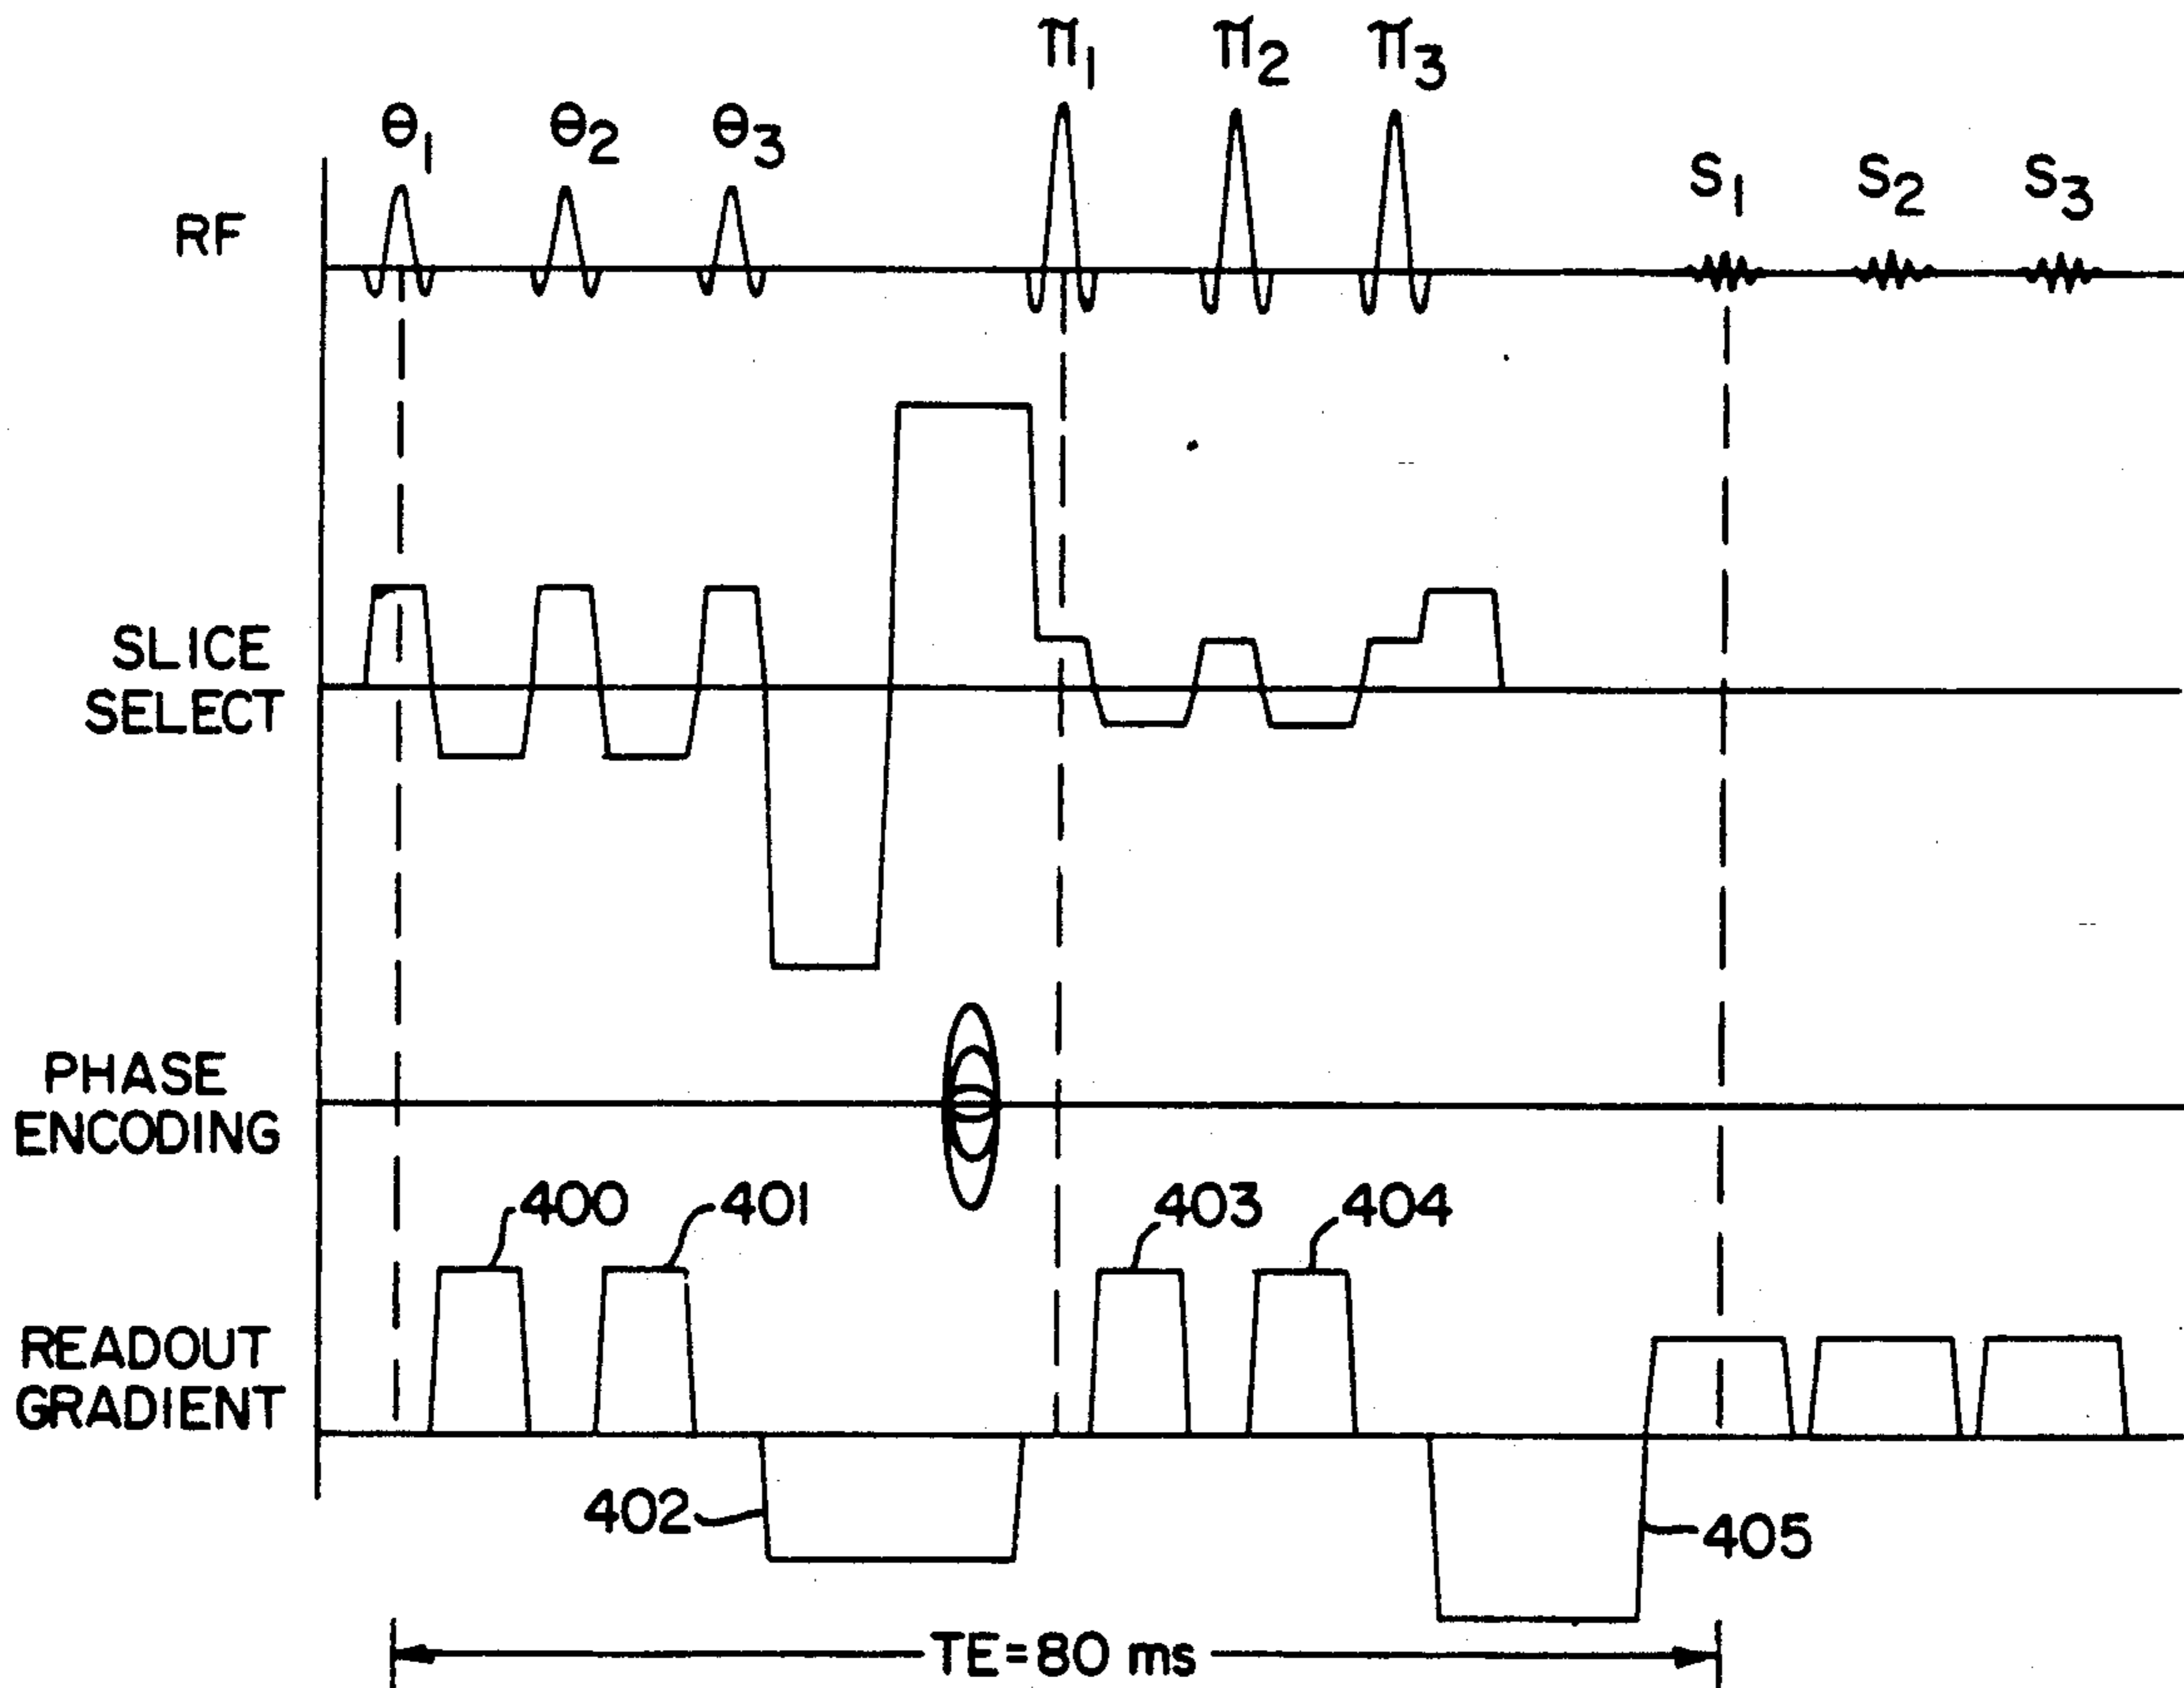 π1 π2 π3
θ1 θ2 θ3
S1 S2 S3
RF
SLICE
SELECT
PHASE
ENCODING
400 401 403 404
READOUT
GRADIENT
402 405
TE=80 ms